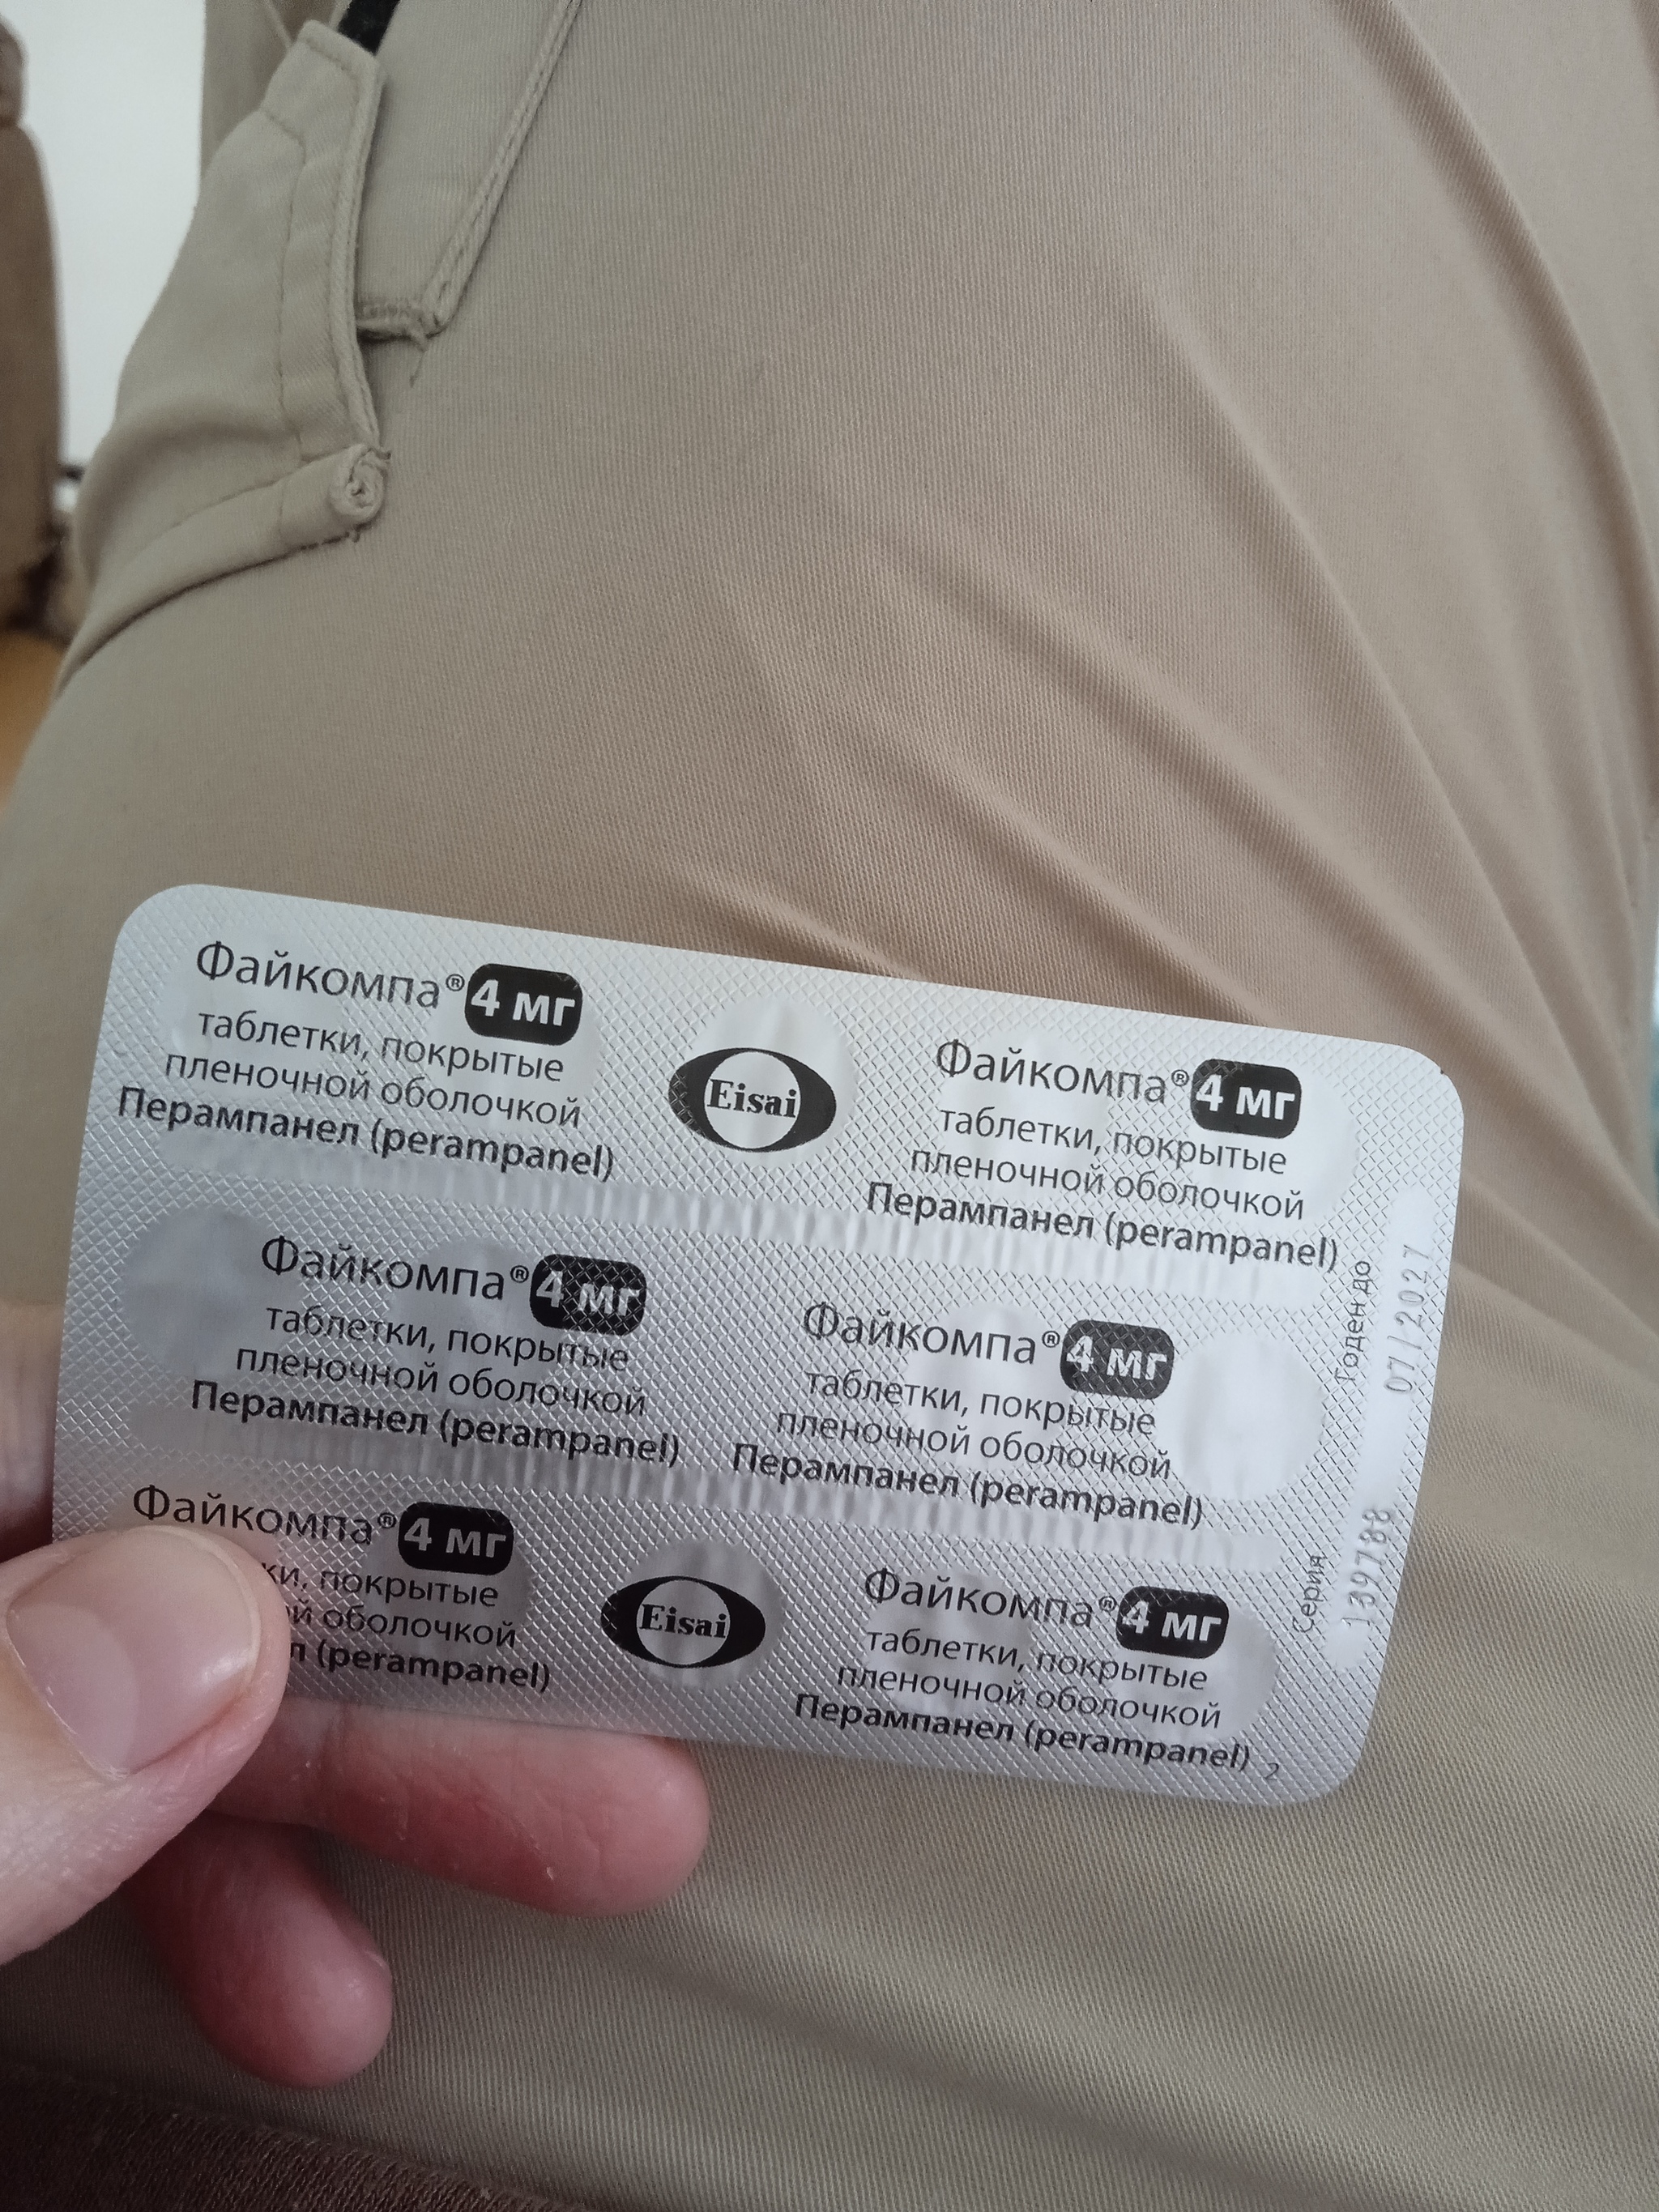 Файкомпа® 4 мг
таблетки, покрытые
пленочной оболочкой
Перампанел (perampanel)
Eisai
Файкомпа® 4 мг
таблетки, покрытые
пленочной оболочкой
Перампанел (perampanel)
Файкомпа® 4 мг
таблетки, покрытые
пленочной оболочкой
Перампанел (perampanel)
Файкомпа® 4 мг
таблетки, покрытые
пленочной оболочкой
Перампанел (perampanel)
Файкомпа® 4 мг
покрытые
оболочкой
(perampanel)
Eisai
Файкомпа® 4 мг
таблетки, покрытые
пленочной оболочкой
Перампанел (perampanel)
2
Годен до
07/2027
Серия
139788